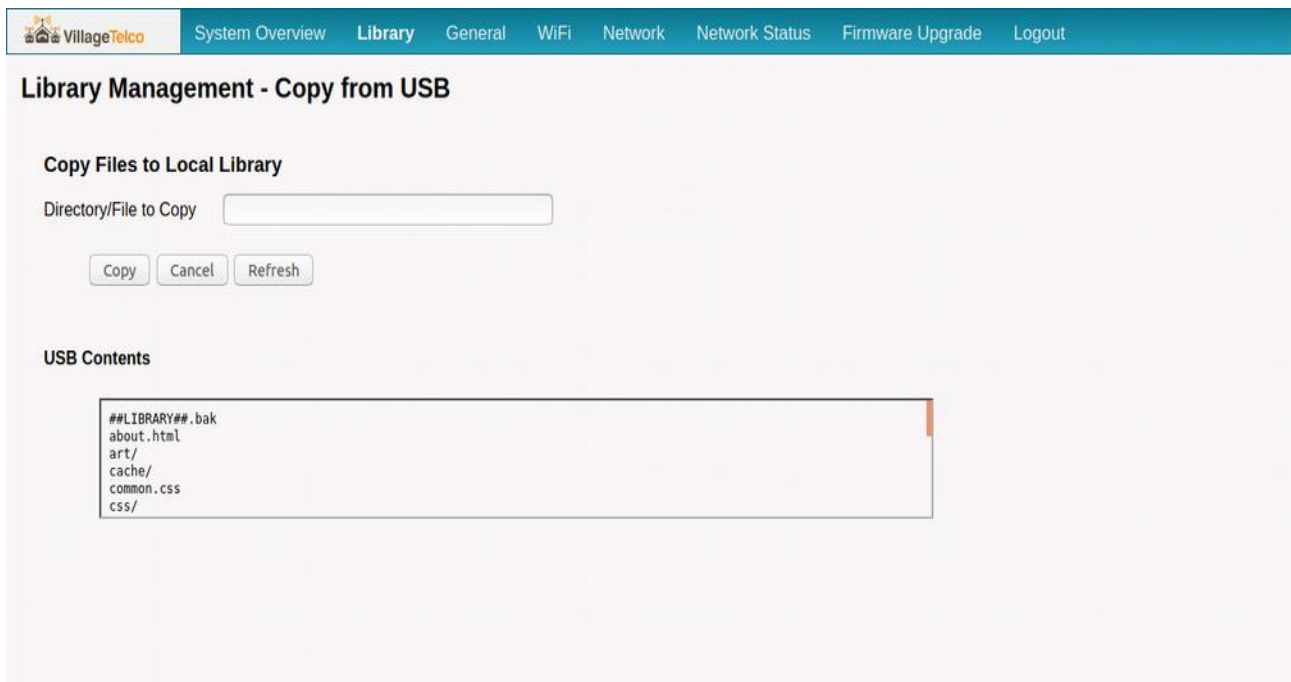 VillageTelco System Overview Library General WiFi Network Network Status Firmware Upgrade Logout
Library Management - Copy from USB
Copy Files to Local Library
Directory/File to Copy
Copy Cancel Refresh
USB Contents
##LIBRARY##.bak
about.html
art/
cache/
common.css
css/